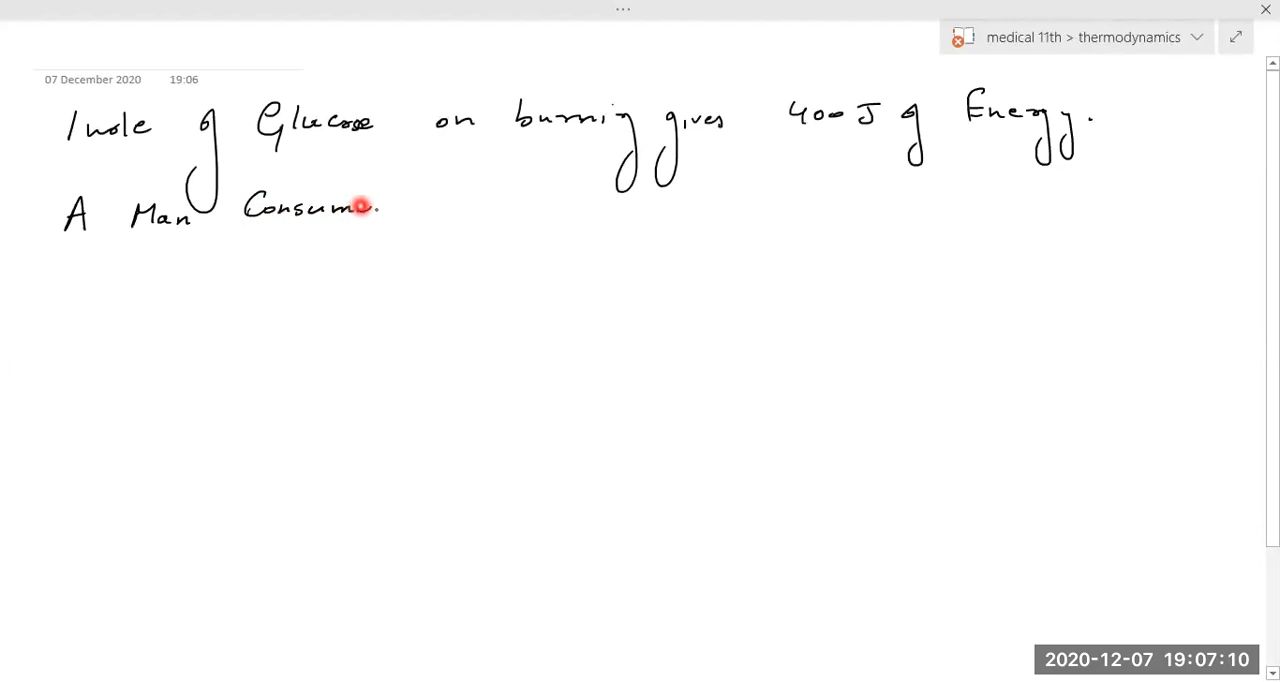 medical 11th > thermodynamics
07 December 2020 19:06
1 mole of Glucose on burning gives 400 J of Energy.
A Man Consume.
2020-12-07 19:07:10